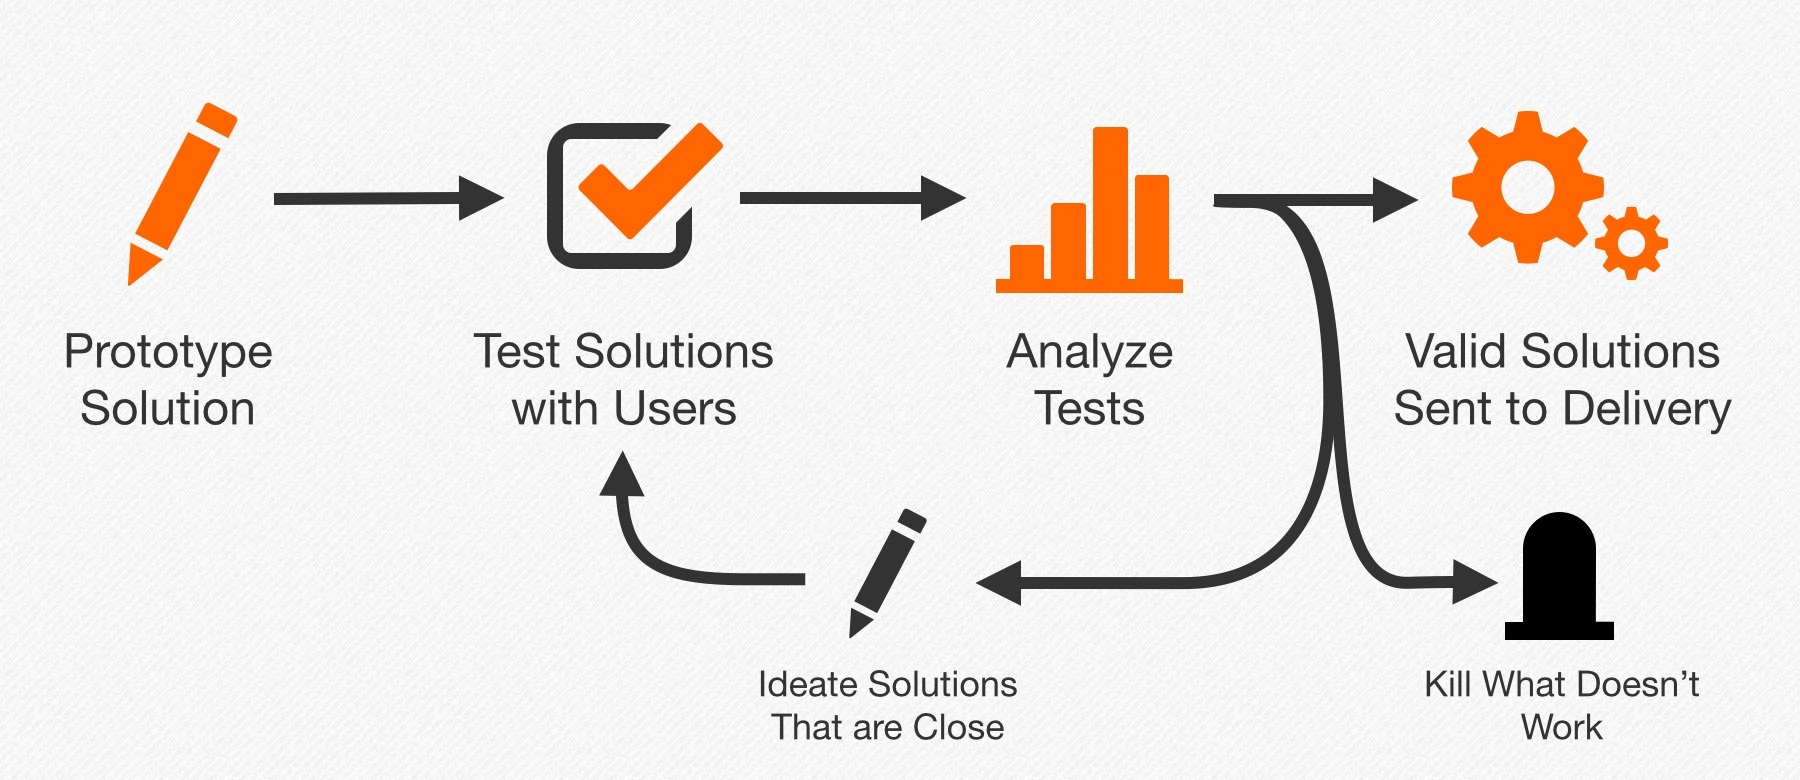 Prototype
Solution
Test Solutions
with Users
Analyze
Tests
Valid Solutions
Sent to Delivery
Ideate Solutions
That are Close
Kill What Doesn’t
Work